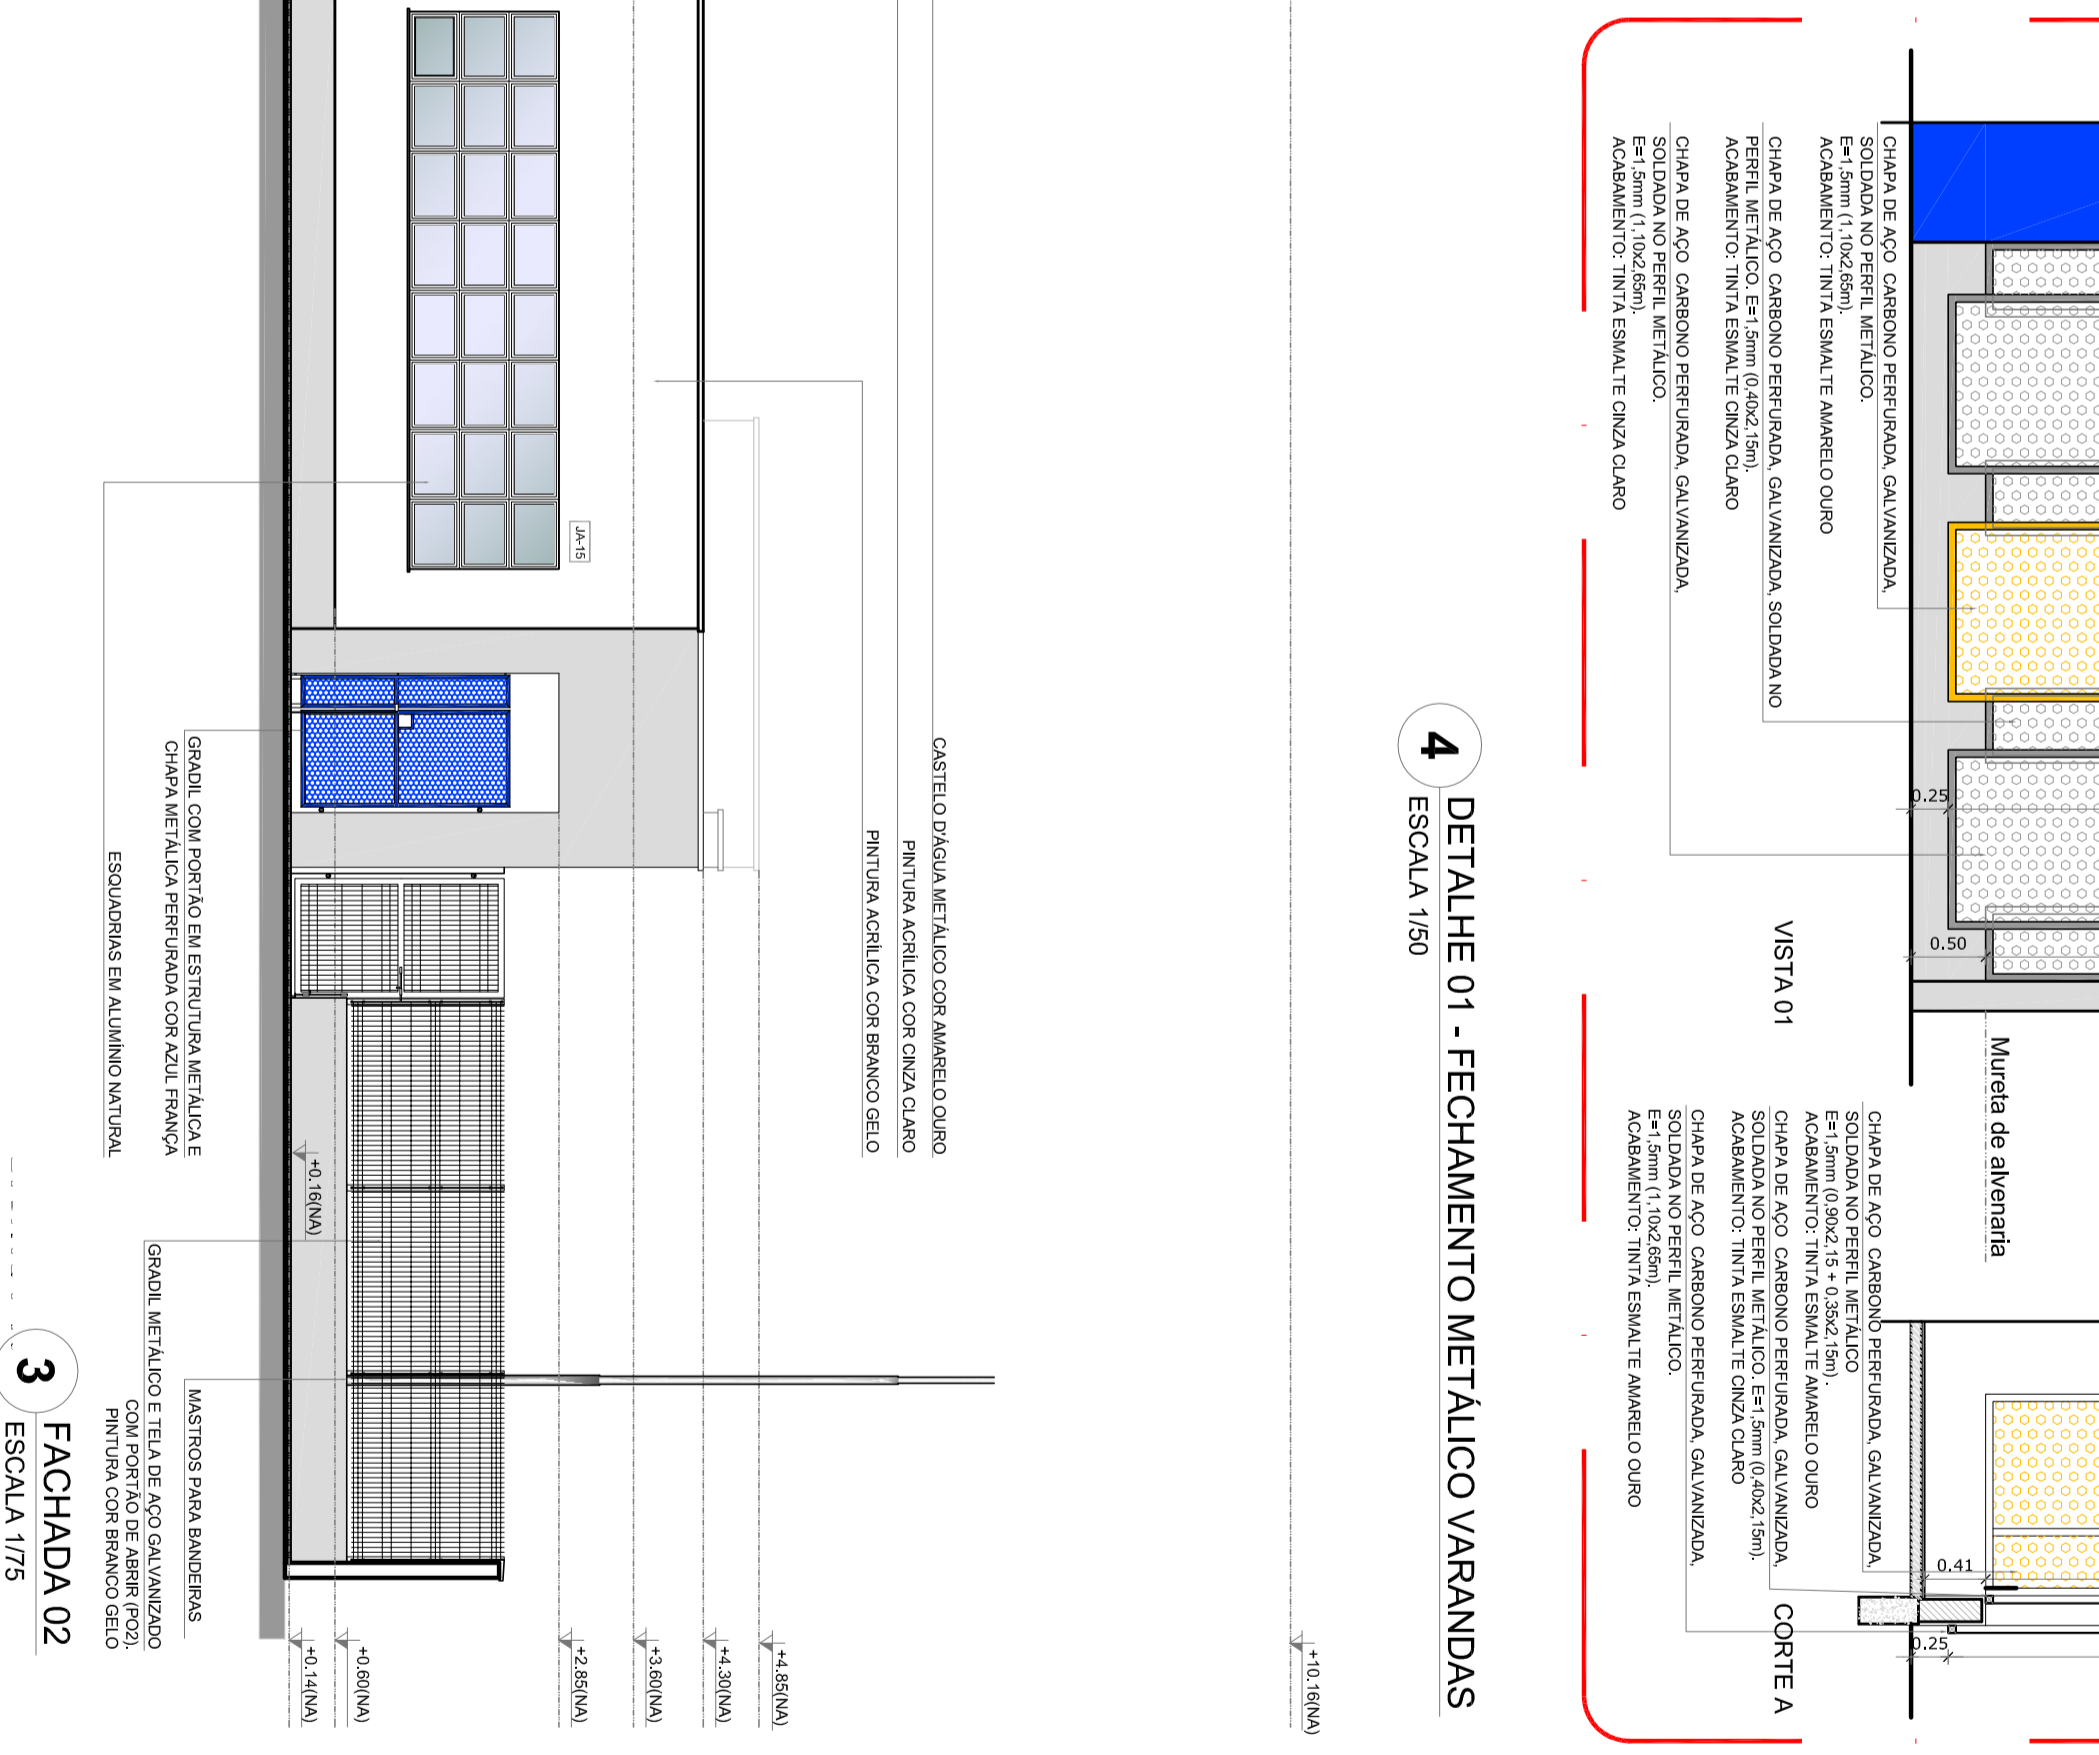 CHAPA DE AÇO  CARBONO PERFURADA, GALVANIZADA,
SOLDADA NO PERFIL METÁLICO.
E=1,5mm (1,10x2,65m).
ACABAMENTO: TINTA ESMALTE AMARELO OURO
CHAPA DE AÇO  CARBONO PERFURADA, GALVANIZADA, SOLDADA NO
PERFIL METÁLICO. E=1,5mm (0,40x2,15m).
ACABAMENTO: TINTA ESMALTE CINZA CLARO
CHAPA DE AÇO  CARBONO PERFURADA, GALVANIZADA,
SOLDADA NO PERFIL METÁLICO.
E=1,5mm (1,10x2,65m).
ACABAMENTO: TINTA ESMALTE CINZA CLARO
0.25
0.50
VISTA 01
Mureta de alvenaria
CHAPA DE AÇO  CARBONO PERFURADA, GALVANIZADA,
SOLDADA NO PERFIL METÁLICO
E=1,5mm (0,90x2,15 + 0,35x2,15m) .
ACABAMENTO: TINTA ESMALTE AMARELO OURO
CHAPA DE AÇO  CARBONO PERFURADA, GALVANIZADA,
SOLDADA NO PERFIL METÁLICO. E=1,5mm (0,40x2,15m).
ACABAMENTO: TINTA ESMALTE CINZA CLARO
CHAPA DE AÇO  CARBONO PERFURADA, GALVANIZADA,
SOLDADA NO PERFIL METÁLICO.
E=1,5mm (1,10x2,65m).
ACABAMENTO: TINTA ESMALTE AMARELO OURO
0.41
0.25
CORTE A
4
DETALHE 01 - FECHAMENTO METÁLICO VARANDAS
ESCALA 1/50
+10.16(NA)
CASTELO D'ÁGUA METÁLICO COR AMARELO OURO
PINTURA ACRÍLICA COR CINZA CLARO
PINTURA ACRÍLICA COR BRANCO GELO
+4.85(NA)
+4.30(NA)
+3.60(NA)
+2.85(NA)
+0.60(NA)
+0.14(NA)
JA-15
+0.16(NA)
GRADIL COM PORTÃO EM ESTRUTURA METÁLICA E
CHAPA METÁLICA PERFURADA COR AZUL FRANÇA
ESQUADRIAS EM ALUMÍNIO NATURAL
MASTROS PARA BANDEIRAS
GRADIL METÁLICO E TELA DE AÇO GALVANIZADO
COM PORTÃO DE ABRIR (PO2).
PINTURA COR BRANCO GELO
3
FACHADA 02
ESCALA 1/75